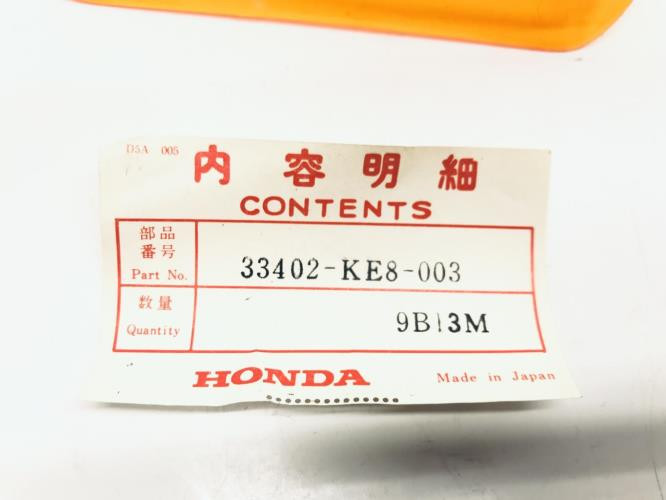 D5A 005
内容明細
CONTENTS
部品
番号
Part No.
33402-KE8-003
数量
Quantity
9B13M
HONDA
Made in Japan